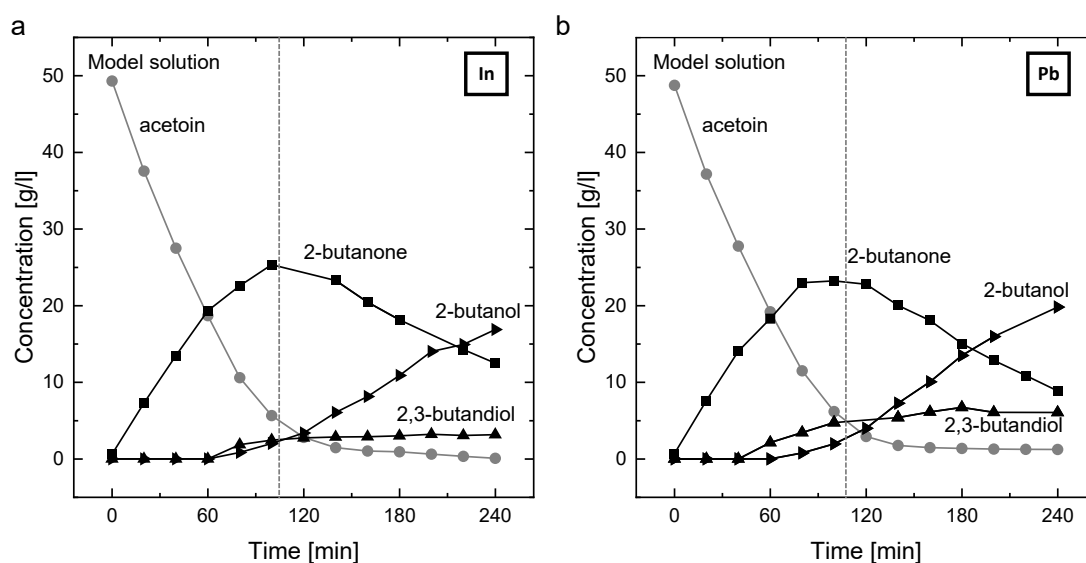 a
Model solution
In
acetoin
2-butanone
2-butanol
2,3-butandiol
50
40
30
20
10
0
Concentration [g/l]
0
60
120
180
240
Time [min]
b
Model solution
Pb
acetoin
2-butanone
2-butanol
2,3-butandiol
50
40
30
20
10
0
Concentration [g/l]
0
60
120
180
240
Time [min]